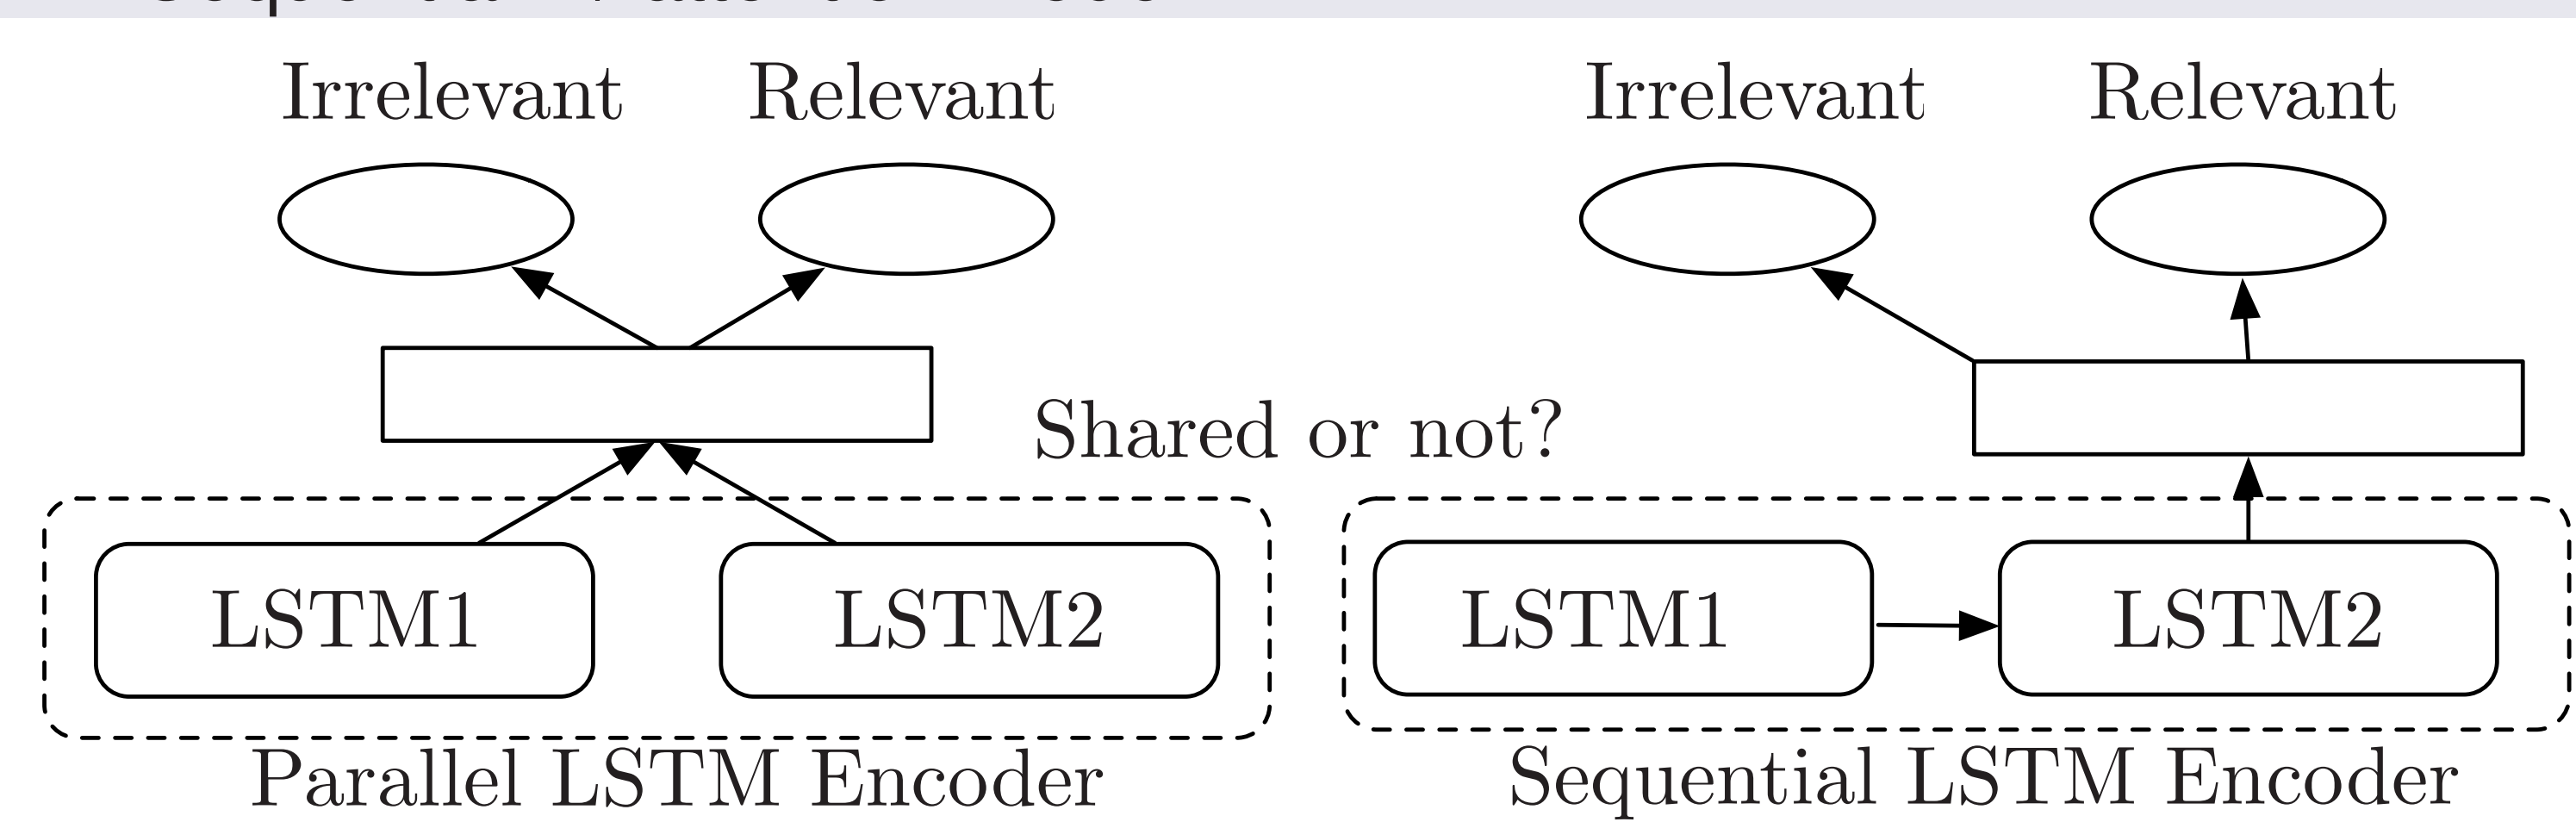 Irrelevant Relevant
Irrelevant Relevant
Shared or not?
LSTM1 LSTM2
LSTM1 LSTM2
Parallel LSTM Encoder
Sequential LSTM Encoder